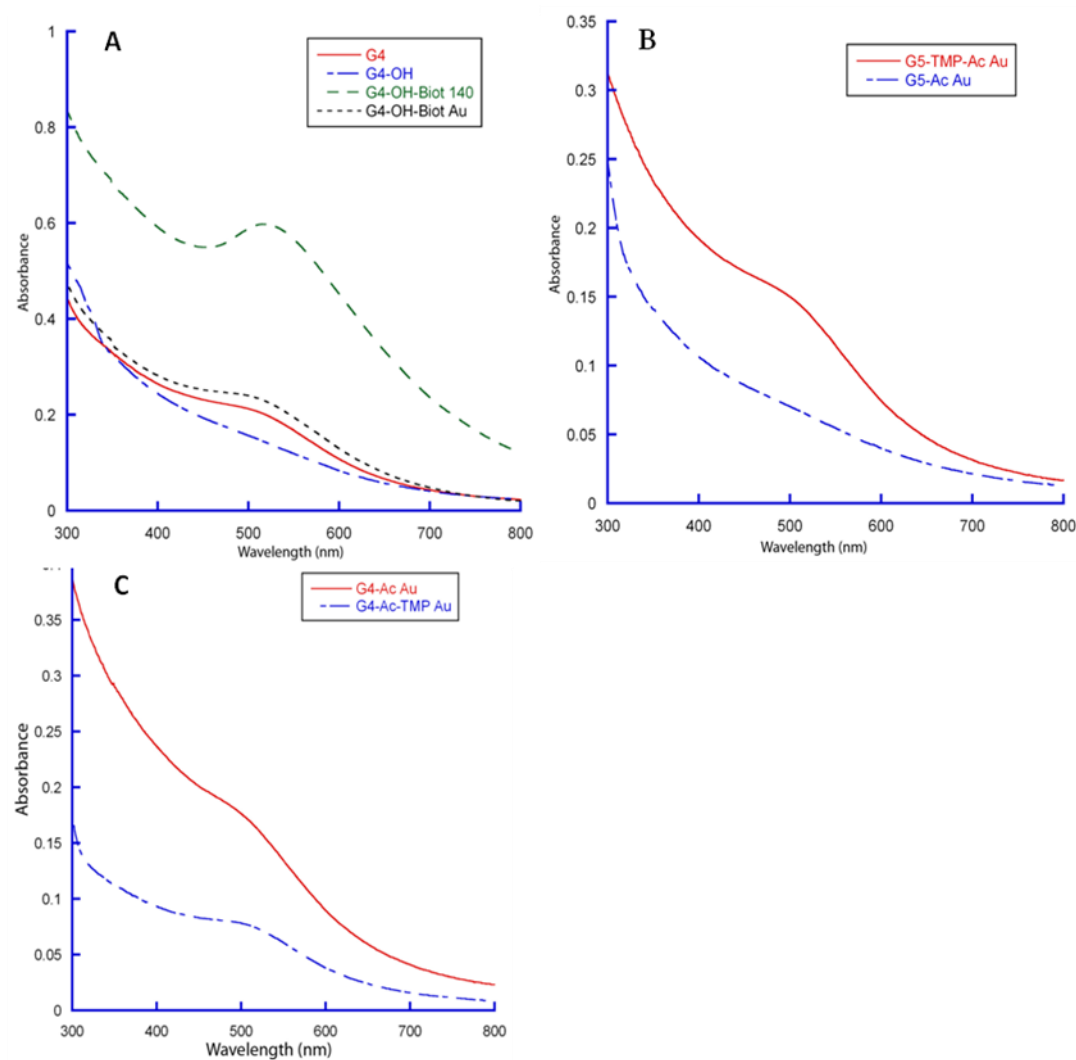 A
G4
G4-OH
G4-OH-Biot 140
G4-OH-Biot Au
1
0.8
0.6
0.4
0.2
0
Absorbance
300 400 500 600 700 800
Wavelength (nm)
B
G5-TMP-Ac Au
G5-Ac Au
0.35
0.3
0.25
0.2
0.15
0.1
0.05
0
Absorbance
300 400 500 600 700 800
Wavelength (nm)
C
G4-Ac Au
G4-Ac-TMP Au
0.35
0.3
0.25
0.2
0.15
0.1
0.05
0
Absorbance
300 400 500 600 700 800
Wavelength (nm)